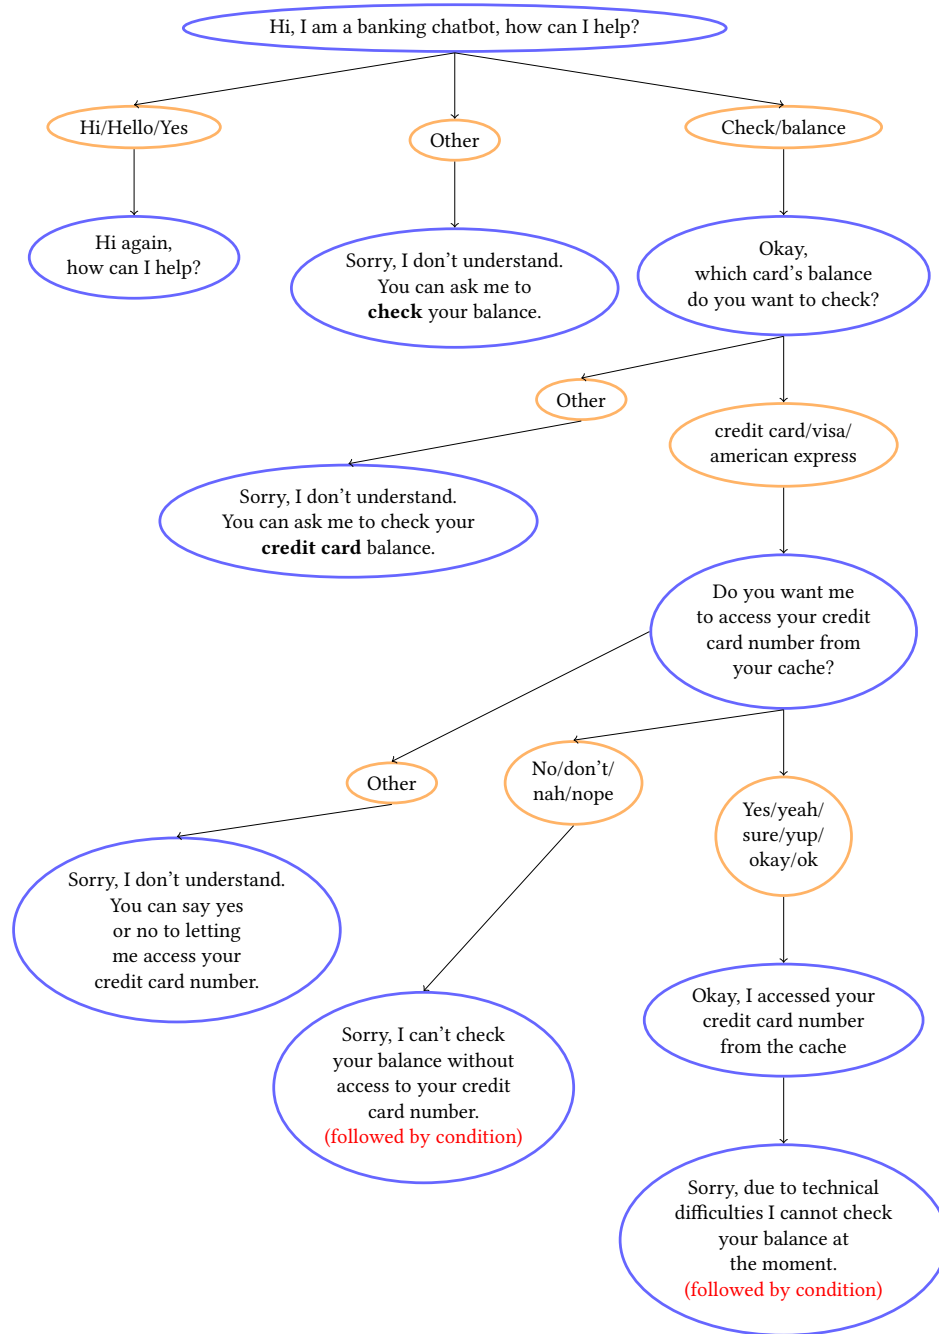 Hi, I am a banking chatbot, how can I help?
Hi/Hello/Yes
Other
Check/balance
Hi again,
how can I help?
Sorry, I don't understand.
You can ask me to
check your balance.
Okay,
which card's balance
do you want to check?
Other
credit card/visa/
american express
Sorry, I don't understand.
You can ask me to check your
credit card balance.
Do you want me
to access your credit
card number from
your cache?
Other
No/don't/
nah/nope
Yes/yeah/
sure/yup/
okay/ok
Sorry, I don't understand.
You can say yes
or no to letting
me access your
credit card number.
Sorry, I can't check
your balance without
access to your credit
card number.
(followed by condition)
Okay, I accessed your
credit card number
from the cache
Sorry, due to technical
difficulties I cannot check
your balance at
the moment.
(followed by condition)